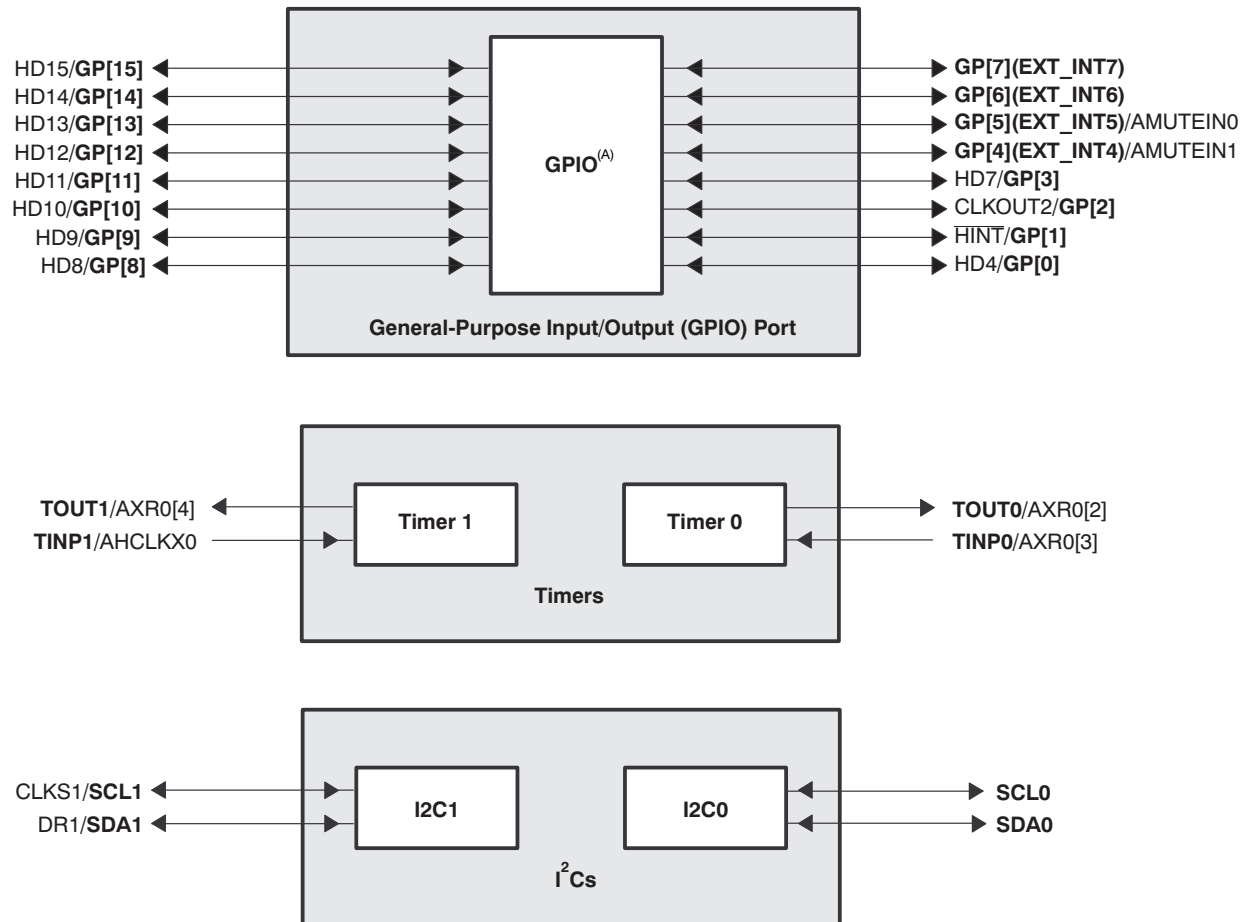 HD15/GP[15]
HD14/GP[14]
HD13/GP[13]
HD12/GP[12]
HD11/GP[11]
HD10/GP[10]
HD9/GP[9]
HD8/GP[8]
GPIO(A)
GP[7](EXT_INT7)
GP[6](EXT_INT6)
GP[5](EXT_INT5)/AMUTEIN0
GP[4](EXT_INT4)/AMUTEIN1
HD7/GP[3]
CLKOUT2/GP[2]
HINT/GP[1]
HD4/GP[0]
General-Purpose Input/Output (GPIO) Port
TOUT1/AXR0[4]
TINP1/AHCLKX0
Timer 1
Timer 0
TOUT0/AXR0[2]
TINP0/AXR0[3]
Timers
CLKS1/SCL1
DR1/SDA1
I2C1
I2C0
SCL0
SDA0
I2Cs